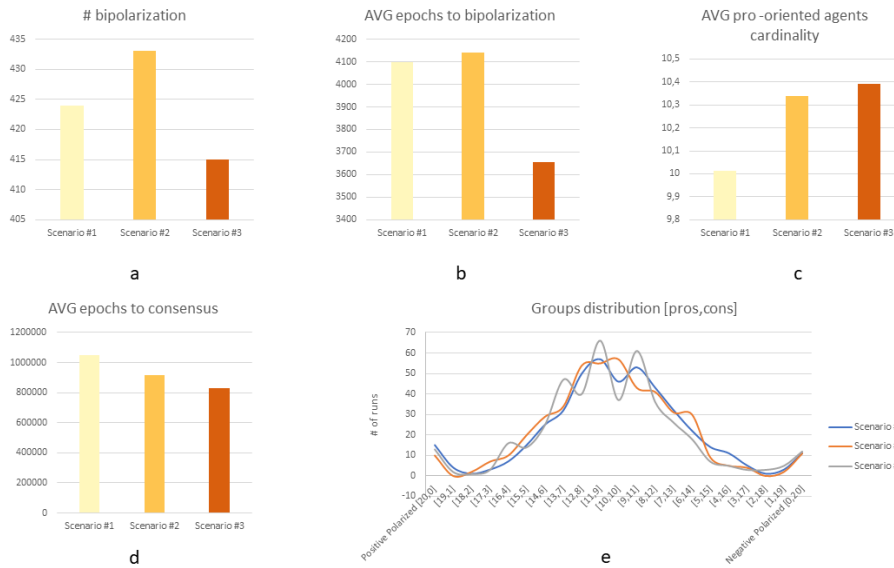 # bipolarization
435
430
425
420
415
410
405
Scenario #1 Scenario #2 Scenario #3
a
AVG epochs to bipolarization
4200
4100
4000
3900
3800
3700
3600
3500
3400
Scenario #1 Scenario #2 Scenario #3
b
AVG pro -oriented agents
cardinality
10,5
10,4
10,3
10,2
10,1
10
9,9
9,8
Scenario #1 Scenario #2 Scenario #3
c
AVG epochs to consensus
1200000
1000000
800000
600000
400000
200000
0
Scenario #1 Scenario #2 Scenario #3
d
Groups distribution [pros,cons]
# of runs
70
60
50
40
30
20
10
0
-10
Positive Polarized [20,0]
[19,1]
[18,2]
[17,3]
[16,4]
[15,5]
[14,6]
[13,7]
[12,8]
[11,9]
[10,10]
[9,11]
[8,12]
[7,13]
[6,14]
[5,15]
[4,16]
[3,17]
[2,18]
[1,19]
Negative Polarized [0,20]
Scenario
Scenario
Scenario
e